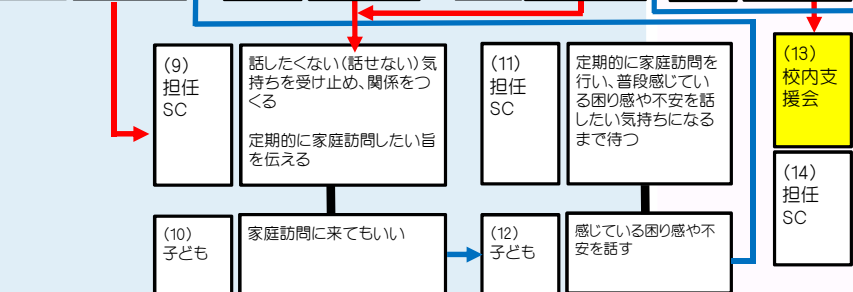 (9)
担任
SC
話したくない(話せない)気
持ちを受け止め、関係をつ
くる
定期的に家庭訪問したい旨
を伝える
(10)
子ども
家庭訪問に来てもいい
(11)
担任
SC
定期的に家庭訪問を
行い、普段感じてい
る困り感や不安を話
したい気持ちになる
まで待つ
(12)
子ども
感じている困り感や不
安を話す
(13)
校内支
援会
(14)
担任
SC